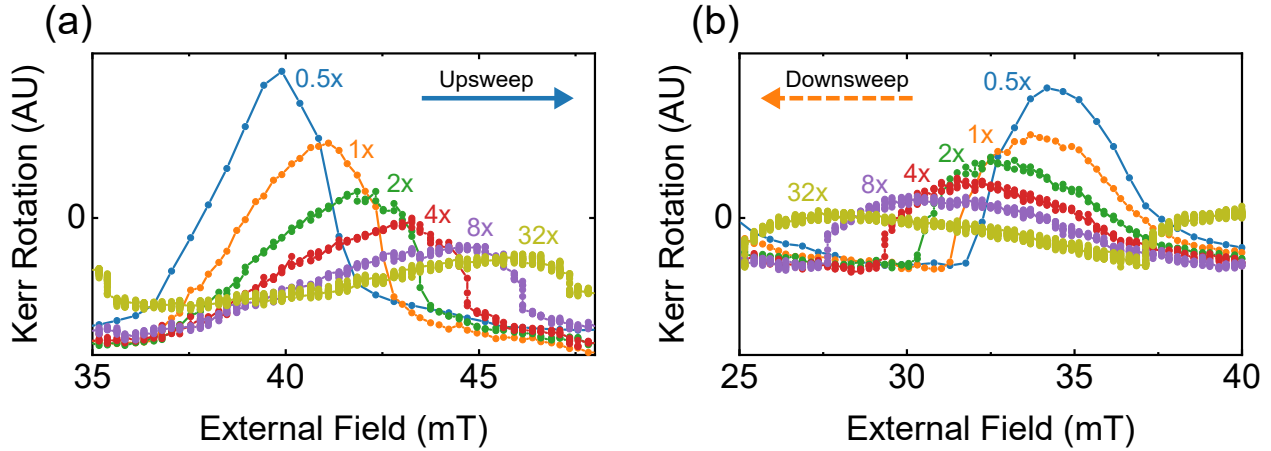 (a)
Kerr Rotation (AU)
0
0.5x
1x
2x
4x
8x
32x
Upsweep
35
40
45
External Field (mT)
(b)
Kerr Rotation (AU)
0
Downsweep
0.5x
1x
2x
4x
8x
32x
25
30
35
40
External Field (mT)